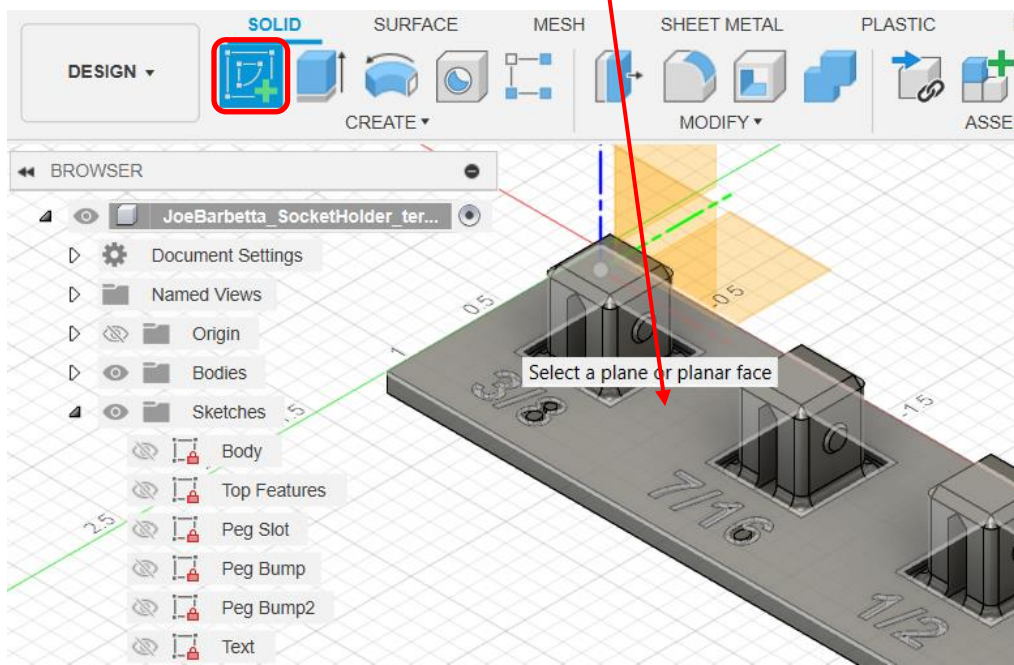 SOLID SURFACE MESH SHEET METAL PLASTIC
DESIGN
CREATE MODIFY ASSE
BROWSER
JoeBarbetta_SocketHolder_ter...
Document Settings
Named Views
Origin
Bodies
Sketches
Body
Top Features
Peg Slot
Peg Bump
Peg Bump2
Text
Select a plane or planar face
3/8
7/16
1/2
0.5
1
2.5
-0.5
-1.5